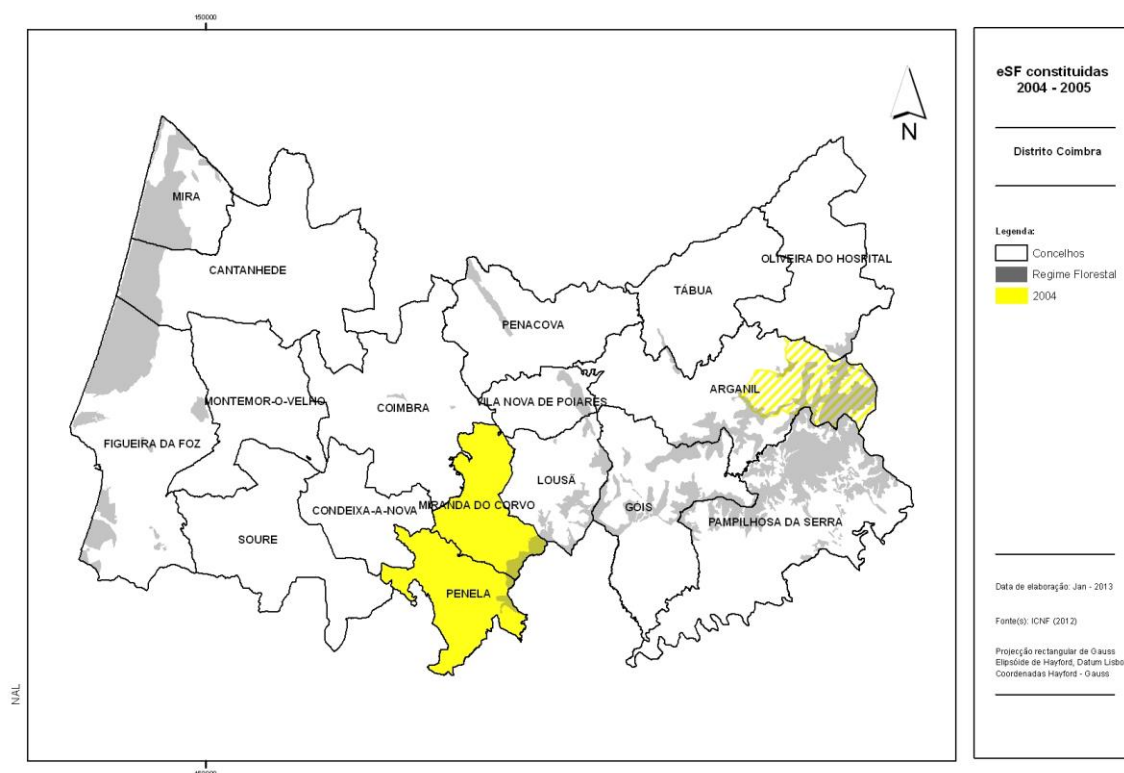 150000
N
MIRA
CANTANHEDE
OLIVEIRA DO HOSPITAL
TÁBUA
PENACOVA
ARGANIL
MONTEMOR-O-VELHO
COIMBRA
VILA NOVA DE POIARES
FIGUEIRA DA FOZ
LOUSÃ
MIRANDA DO CORVO
GÓIS
CONDEIXA-A-NOVA
PAMPILHOSA DA SERRA
SOURE
PENELA
NAL
150000
eSF constituidas
2004 - 2005
Distrito Coimbra
Legenda:
Concelhos
Regime Florestal
2004
Data de elaboração: Jan - 2013
Fonte(s): ICNF (2012)
Projecção rectangular de Gauss
Elipsóide de Hayford, Datum Lisbo
Coordenadas Hayford - Gauss